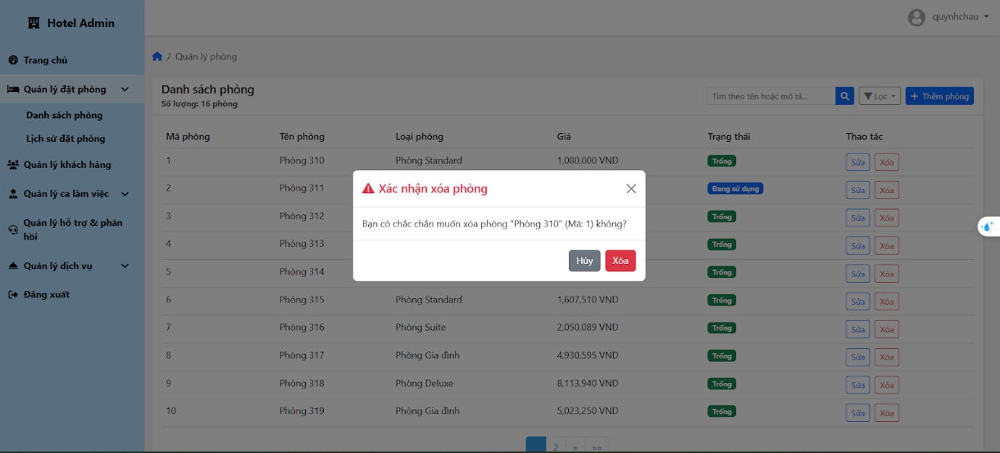 Hotel Admin
quynhchau
Trang chủ
Quản lý đặt phòng
Danh sách phòng
Lịch sử đặt phòng
Quản lý khách hàng
Quản lý ca làm việc
Quản lý hỗ trợ & phản
hồi
Quản lý dịch vụ
Đăng xuất
/ Quản lý phòng
Danh sách phòng
Số lượng: 16 phòng
Tìm theo tên hoặc mô tả...
Lọc
+ Thêm phòng
Mã phòng Tên phòng Loại phòng Giá Trạng thái Thao tác
1 Phòng 310 Phòng Standard 1,080,000 VND Trống Sửa Xóa
2 Phòng 311 Đang sử dụng Sửa Xóa
3 Phòng 312 Trống Sửa Xóa
4 Phòng 313 Trống Sửa Xóa
5 Phòng 314 Trống Sửa Xóa
6 Phòng 315 Phòng Standard 1,607,510 VND Trống Sửa Xóa
7 Phòng 316 Phòng Suite 2,050,089 VND Trống Sửa Xóa
8 Phòng 317 Phòng Gia đình 4,930,595 VND Trống Sửa Xóa
9 Phòng 318 Phòng Deluxe 8,113,940 VND Trống Sửa Xóa
10 Phòng 319 Phòng Gia đình 5,023,250 VND Trống Sửa Xóa
2 » »»
Xác nhận xóa phòng
Bạn có chắc chắn muốn xóa phòng "Phòng 310" (Mã: 1) không?
Hủy Xóa